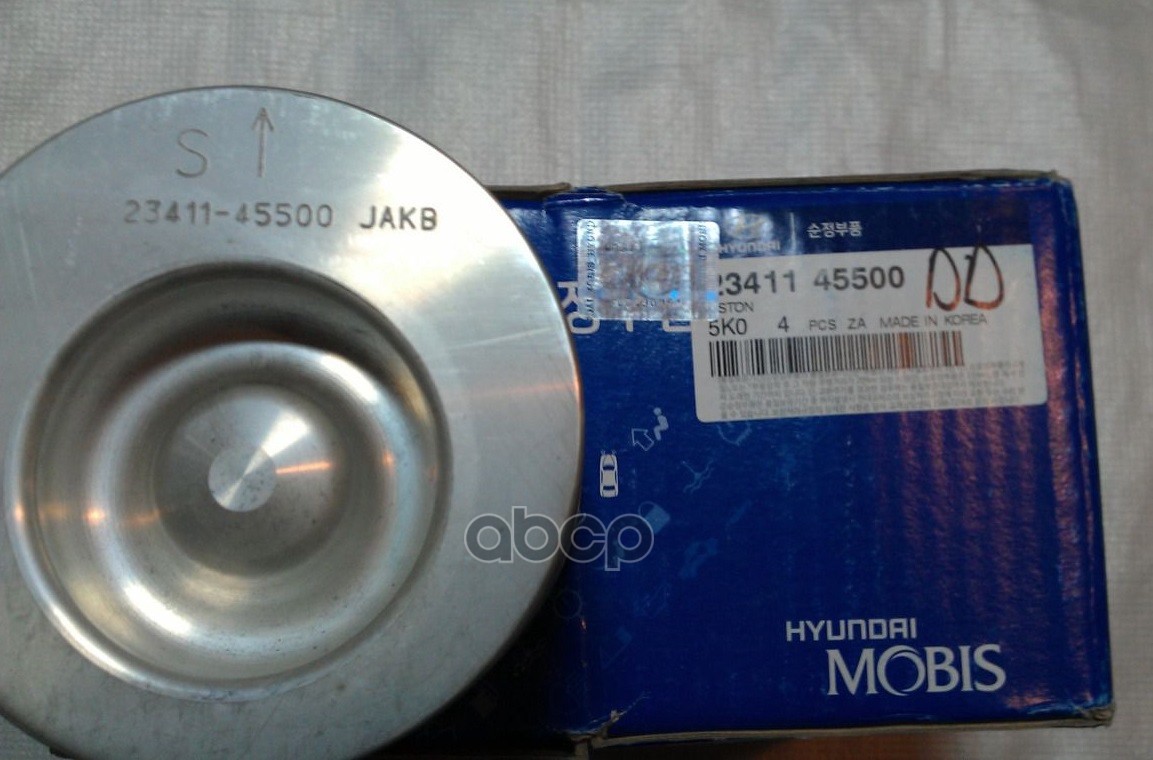 S
23411-45500 JAKB
HYUNDAI 순정부품
23411 45500 DD
STON
5K0 4 PCS ZA MADE IN KOREA
abcp
HYUNDAI
MOBIS